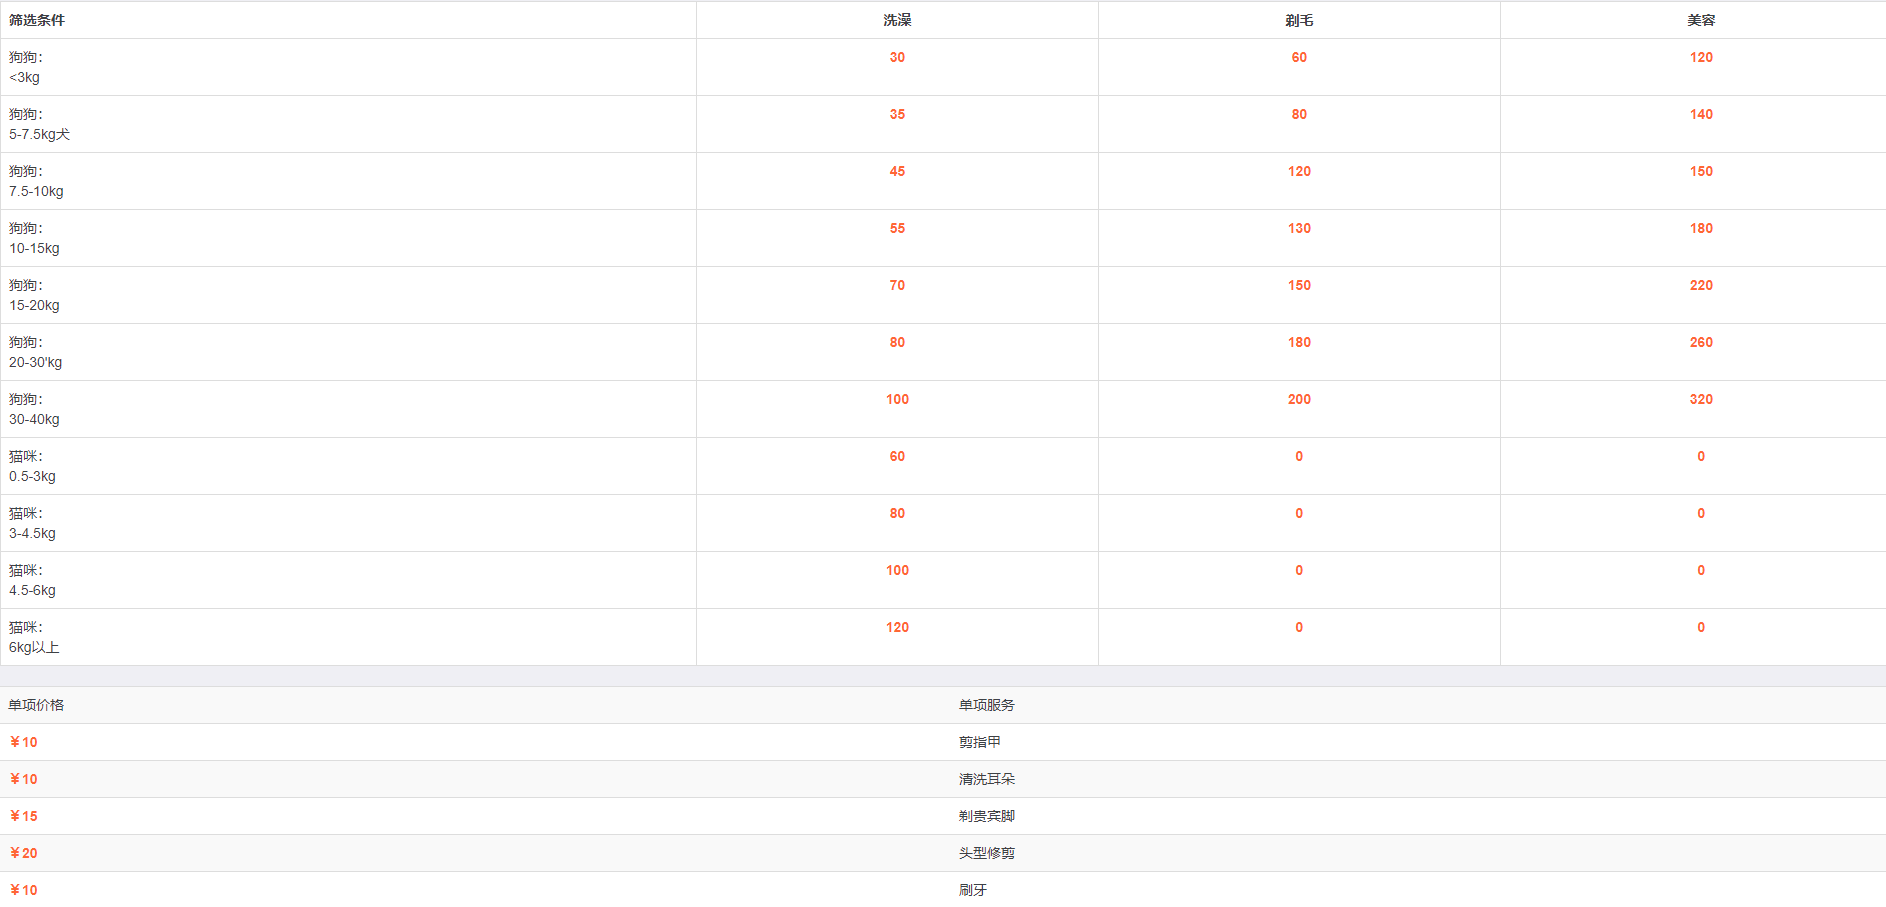 筛选条件 洗澡 剃毛 美容
狗狗： 30 60 120
<3kg
狗狗： 35 80 140
5-7.5kg犬
狗狗： 45 120 150
7.5-10kg
狗狗： 55 130 180
10-15kg
狗狗： 70 150 220
15-20kg
狗狗： 80 180 260
20-30'kg
狗狗： 100 200 320
30-40kg
猫咪： 60 0 0
0.5-3kg
猫咪： 80 0 0
3-4.5kg
猫咪： 100 0 0
4.5-6kg
猫咪： 120 0 0
6kg以上
单项价格 单项服务
￥10 剪指甲
￥10 清洗耳朵
￥15 剃贵宾脚
￥20 头型修剪
￥10 刷牙